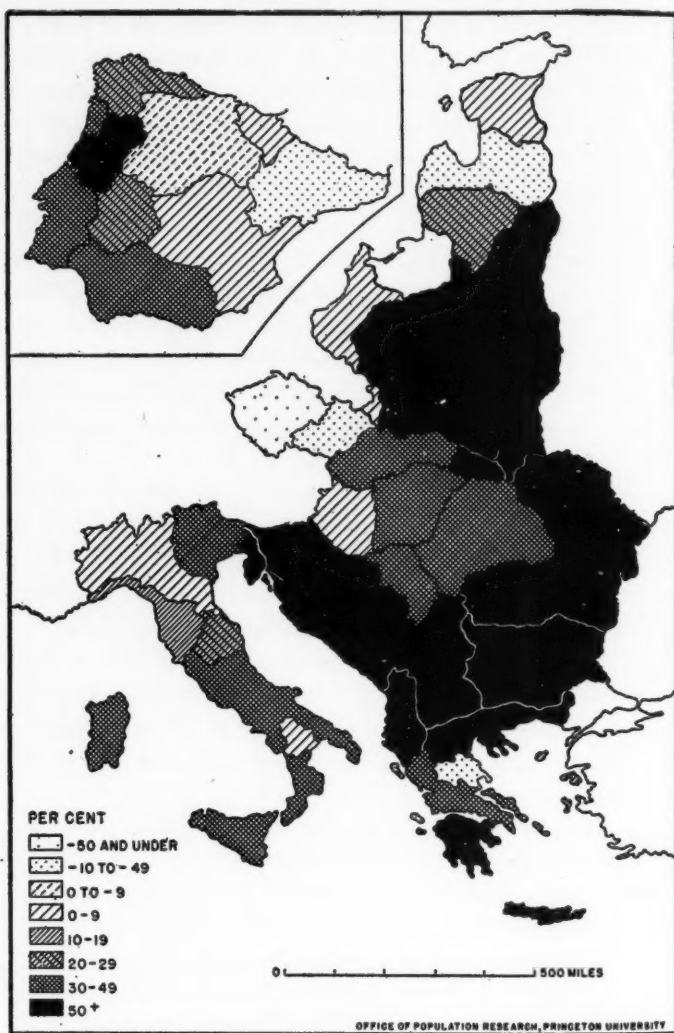 PER CENT
-50 AND UNDER
-10 TO -49
0 TO -9
0-9
10-19
20-29
30-49
50+
0 500 MILES
OFFICE OF POPULATION RESEARCH, PRINCETON UNIVERSITY